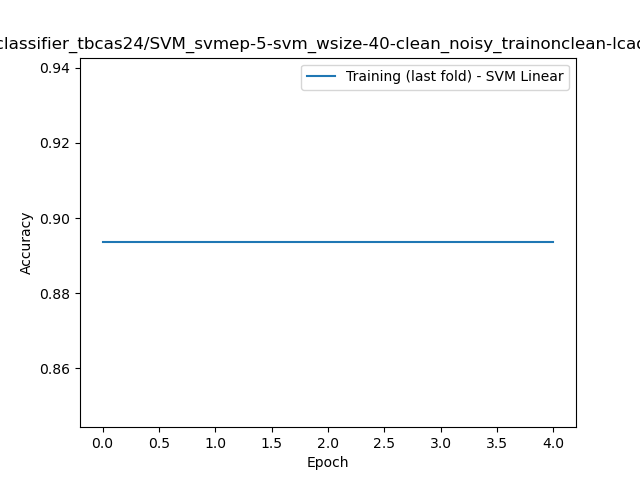 classifier_tbcas24/SVM_svmep-5-svm_wsize-40-clean_noisy_trainonclean-lcad
Training (last fold) - SVM Linear
0.94
0.92
0.90
0.88
0.86
Accuracy
0.0 0.5 1.0 1.5 2.0 2.5 3.0 3.5 4.0
Epoch